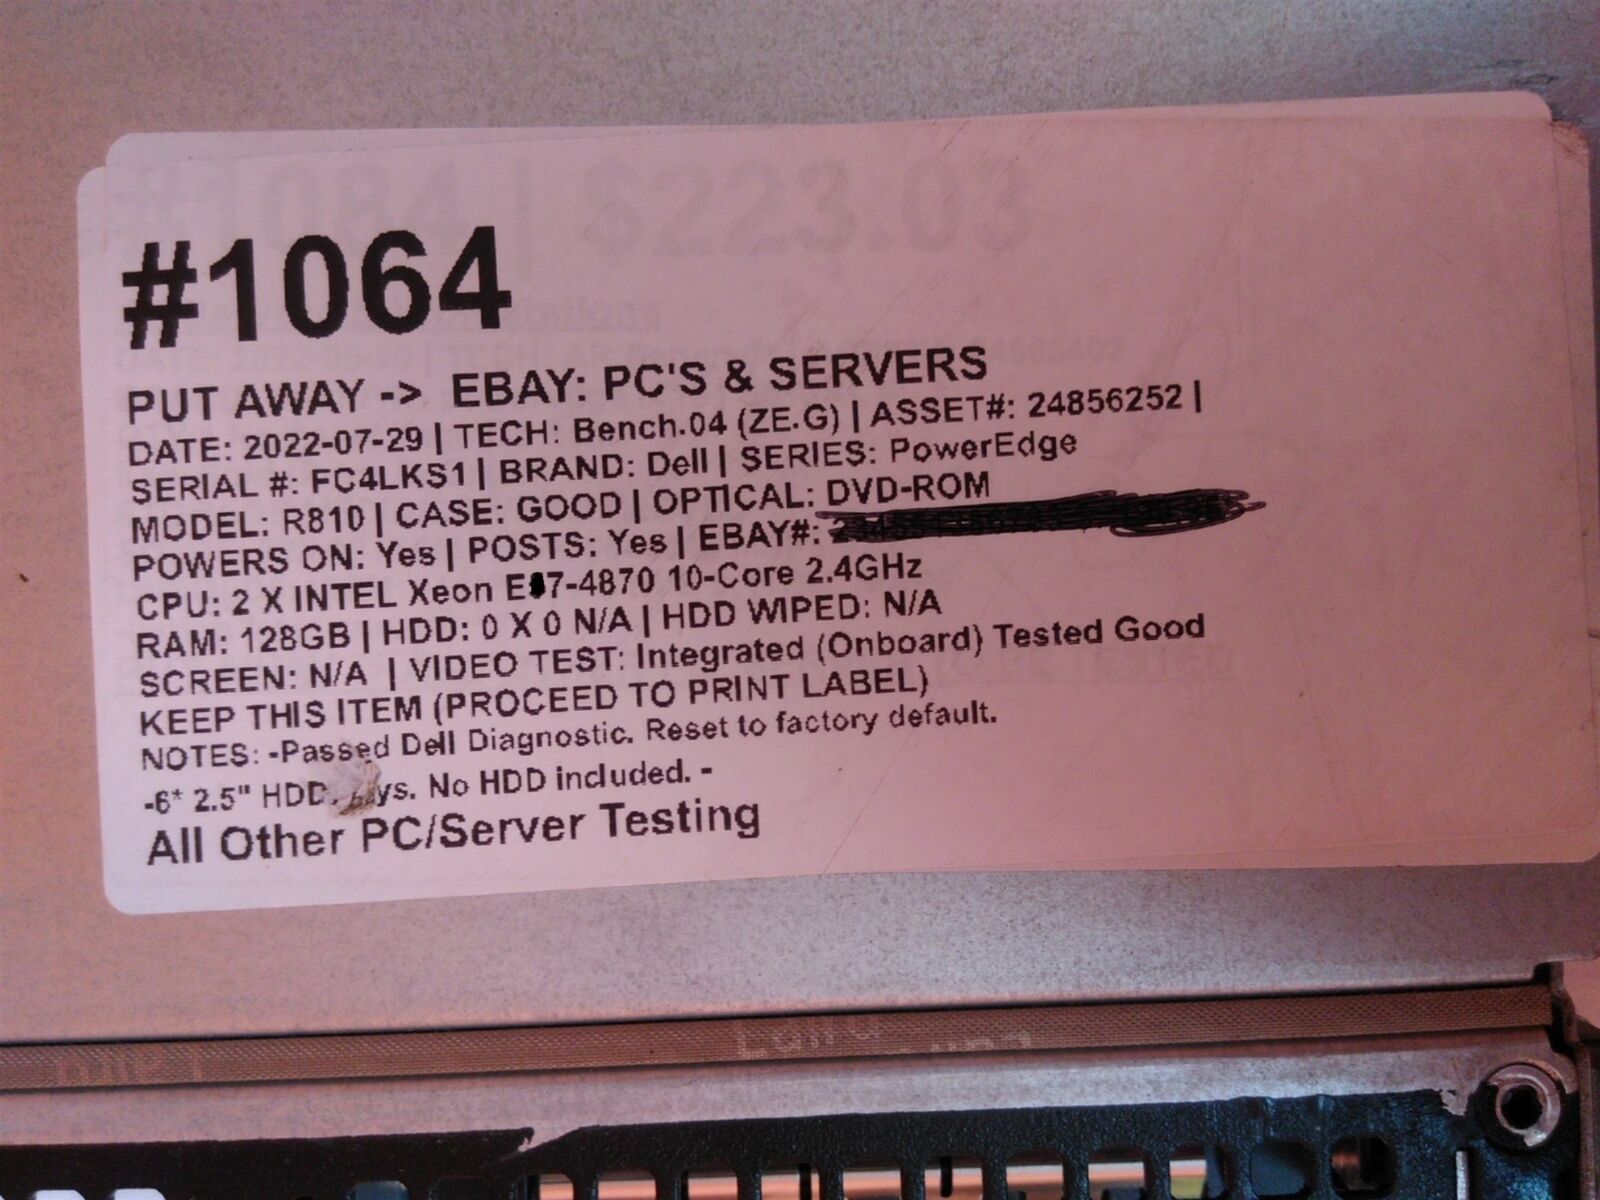 #1064
PUT AWAY -> EBAY: PC'S & SERVERS
DATE: 2022-07-29 | TECH: Bench.04 (ZE.G) | ASSET#: 24856252 |
SERIAL #: FC4LKS1 | BRAND: Dell | SERIES: PowerEdge
MODEL: R810 | CASE: GOOD | OPTICAL: DVD-ROM
POWERS ON: Yes | POSTS: Yes | EBAY#:
CPU: 2 X INTEL Xeon E7-4870 10-Core 2.4GHz
RAM: 128GB | HDD: 0 X 0 N/A | HDD WIPED: N/A
SCREEN: N/A | VIDEO TEST: Integrated (Onboard) Tested Good
KEEP THIS ITEM (PROCEED TO PRINT LABEL)
NOTES: -Passed Dell Diagnostic. Reset to factory default.
-6* 2.5" HDD. No HDD included. -
All Other PC/Server Testing